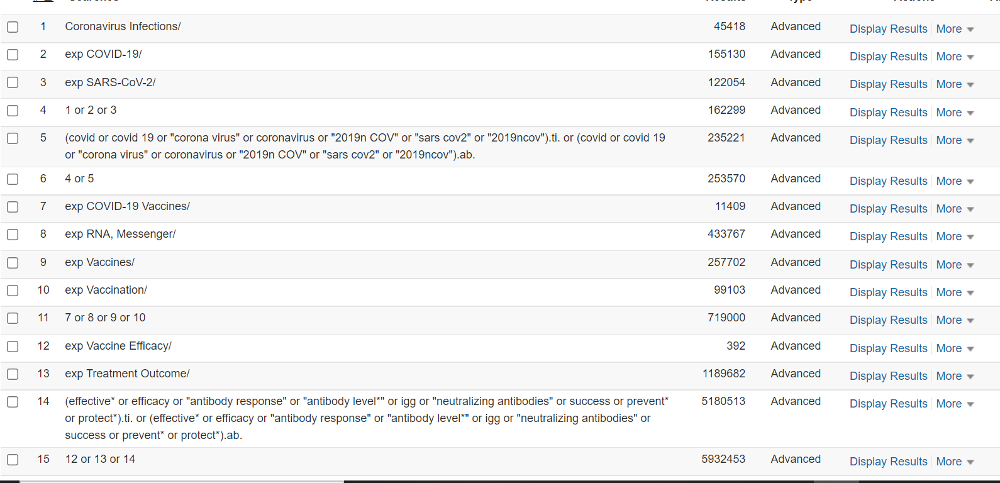 1 Coronavirus Infections/ 45418 Advanced Display Results More
2 exp COVID-19/ 155130 Advanced Display Results More
3 exp SARS-CoV-2/ 122054 Advanced Display Results More
4 1 or 2 or 3 162299 Advanced Display Results More
5 (covid or covid 19 or "corona virus" or coronavirus or "2019n COV" or "sars cov2" or "2019ncov").ti. or (covid or covid 19 235221 Advanced Display Results More
or "corona virus" or coronavirus or "2019n COV" or "sars cov2" or "2019ncov").ab.
6 4 or 5 253570 Advanced Display Results More
7 exp COVID-19 Vaccines/ 11409 Advanced Display Results More
8 exp RNA, Messenger/ 433767 Advanced Display Results More
9 exp Vaccines/ 257702 Advanced Display Results More
10 exp Vaccination/ 99103 Advanced Display Results More
11 7 or 8 or 9 or 10 719000 Advanced Display Results More
12 exp Vaccine Efficacy/ 392 Advanced Display Results More
13 exp Treatment Outcome/ 1189682 Advanced Display Results More
14 (effective* or efficacy or "antibody response" or "antibody level*" or igg or "neutralizing antibodies" or success or prevent* 5180513 Advanced Display Results More
or protect*).ti. or (effective* or efficacy or "antibody response" or "antibody level*" or igg or "neutralizing antibodies" or
success or prevent* or protect*).ab.
15 12 or 13 or 14 5932453 Advanced Display Results More